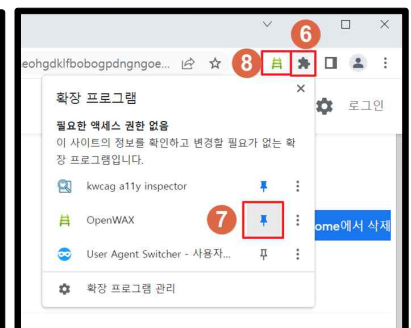 6
eohgdklfbobogpdngngoe...
8
확장 프로그램
로그인
필요한 액세스 권한 없음
이 사이트의 정보를 확인하고 변경할 필요가 없는 확
장 프로그램입니다.
kwcag a11y inspector
OpenWAX
7
ome에서 삭제
User Agent Switcher - 사용자...
확장 프로그램 관리